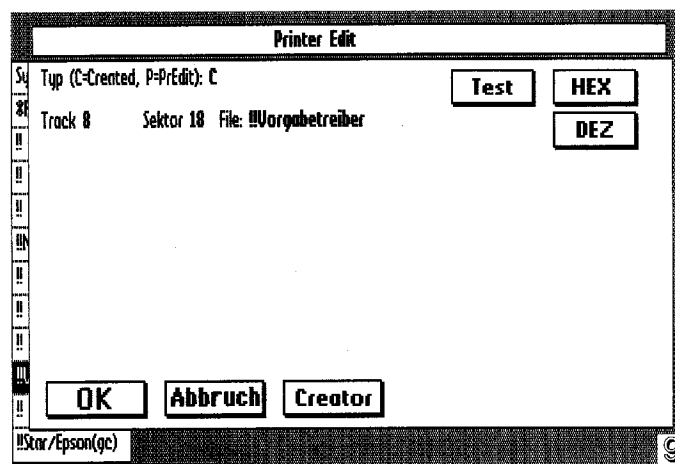 Printer Edit
Typ (C=Created, P=PrEdit): C
Test
HEX
Track 8 Sektor 18 File: !!Vorgabetreiber
DEZ
OK
Abbruch
Creator
!!Star/Epson(gc)